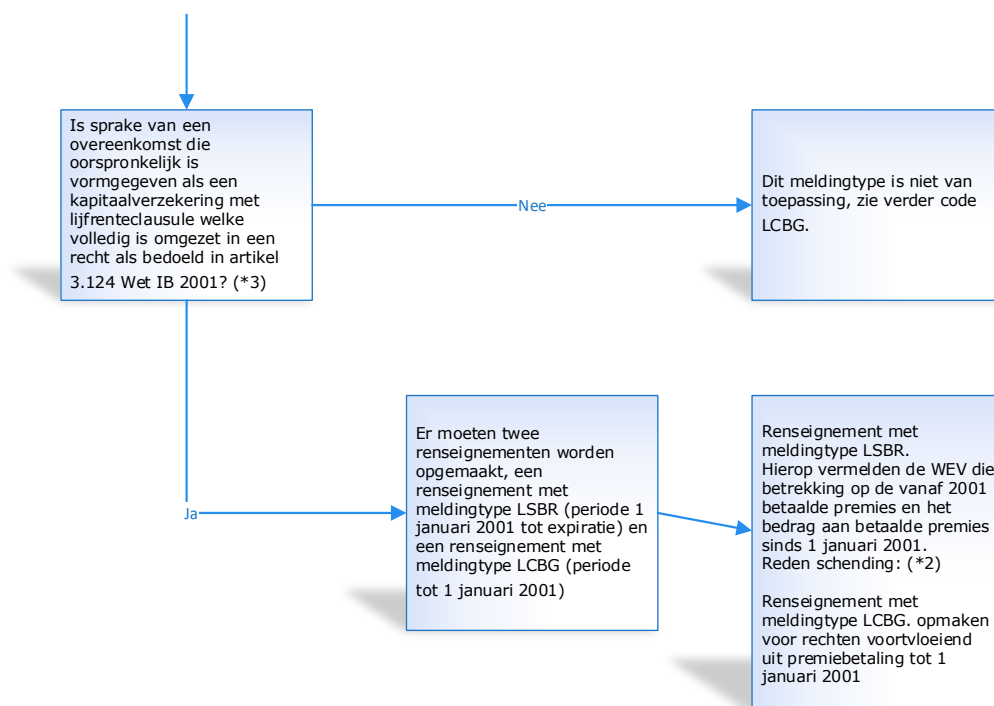 Is sprake van een
overeenkomst die
oorspronkelijk is
vormgegeven als een
kapitaalverzekering met
lijfrenteclausule welke
volledig is omgezet in een
recht als bedoeld in artikel
3.124 Wet IB 2001? (*3)
Nee
Dit meldingtype is niet van
toepassing, zie verder code
LCBG.
Ja
Er moeten twee
renseignementen worden
opgemaakt, een
renseignement met
meldingtype LSBR (periode 1
januari 2001 tot expiratie) en
een renseignement met
meldingtype LCBG (periode
tot 1 januari 2001)
Renseignement met
meldingtype LSBR.
Hierop vermelden de WEV die
betrekking op de vanaf 2001
betaalde premies en het
bedrag aan betaalde premies
sinds 1 januari 2001.
Reden schending: (*2)
Renseignement met
meldingtype LCBG. opmaken
voor rechten voortvloeiend
uit premiebetaling tot 1
januari 2001